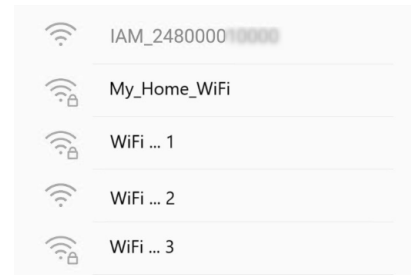 IAM_2480000
My_Home_WiFi
WiFi ... 1
WiFi ... 2
WiFi ... 3